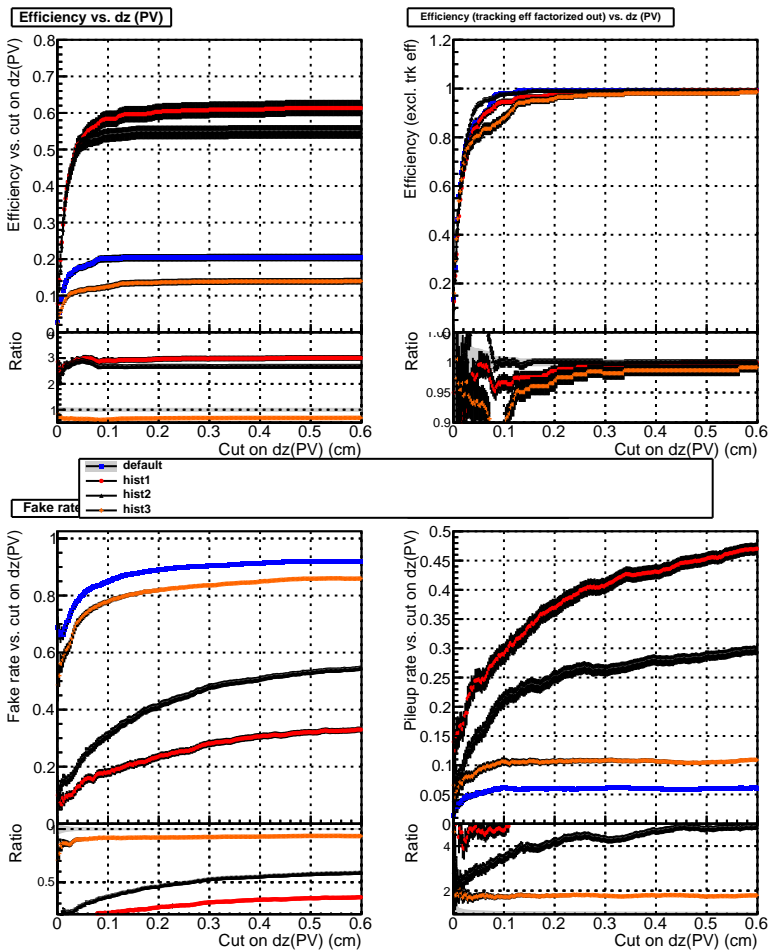 Efficiency vs. dz (PV)
Efficiency vs. cut on dz(PV)
0.8
0.7
0.6
0.5
0.4
0.3
0.2
0.1
0
Ratio
3
2
1
0 0.1 0.2 0.3 0.4 0.5 0.6
Cut on dz(PV) (cm)
Efficiency (tracking eff factorized out) vs. dz (PV)
Efficiency (excl. trk eff)
1.2
1
0.8
0.6
0.4
0.2
0
Ratio
1
0.95
0.9
0 0.1 0.2 0.3 0.4 0.5 0.6
Cut on dz(PV) (cm)
default
hist1
hist2
hist3
Fake rate
Fake rate vs. cut on dz(PV)
1
0.8
0.6
0.4
0.2
0
Ratio
1
0.5
0 0.1 0.2 0.3 0.4 0.5 0.6
Cut on dz(PV) (cm)
Pileup rate vs. cut on dz(PV)
0.5
0.45
0.4
0.35
0.3
0.25
0.2
0.15
0.1
0.05
0
Ratio
4
2
0 0.1 0.2 0.3 0.4 0.5 0.6
Cut on dz(PV) (cm)